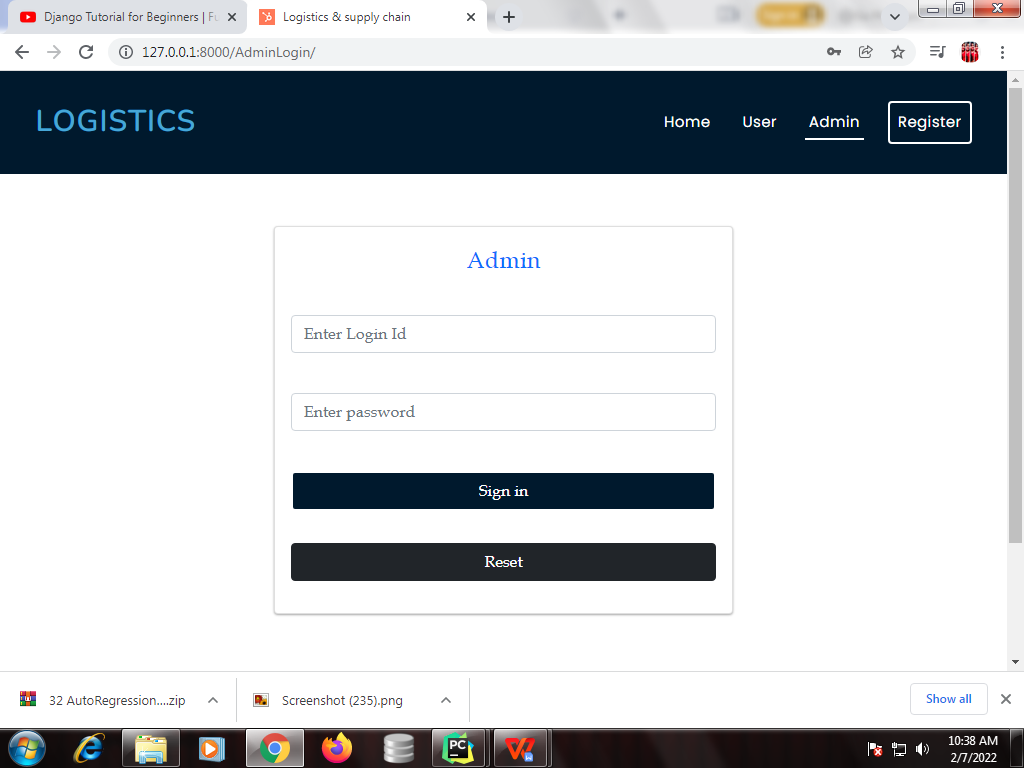 Django Tutorial for Beginners | Fu
Logistics & supply chain
127.0.0.1:8000/AdminLogin/
LOGISTICS
Home
User
Admin
Register
Admin
Enter Login Id
Enter password
Sign in
Reset
32 AutoRegression....zip
Screenshot (235).png
Show all
PC
10:38 AM
2/7/2022